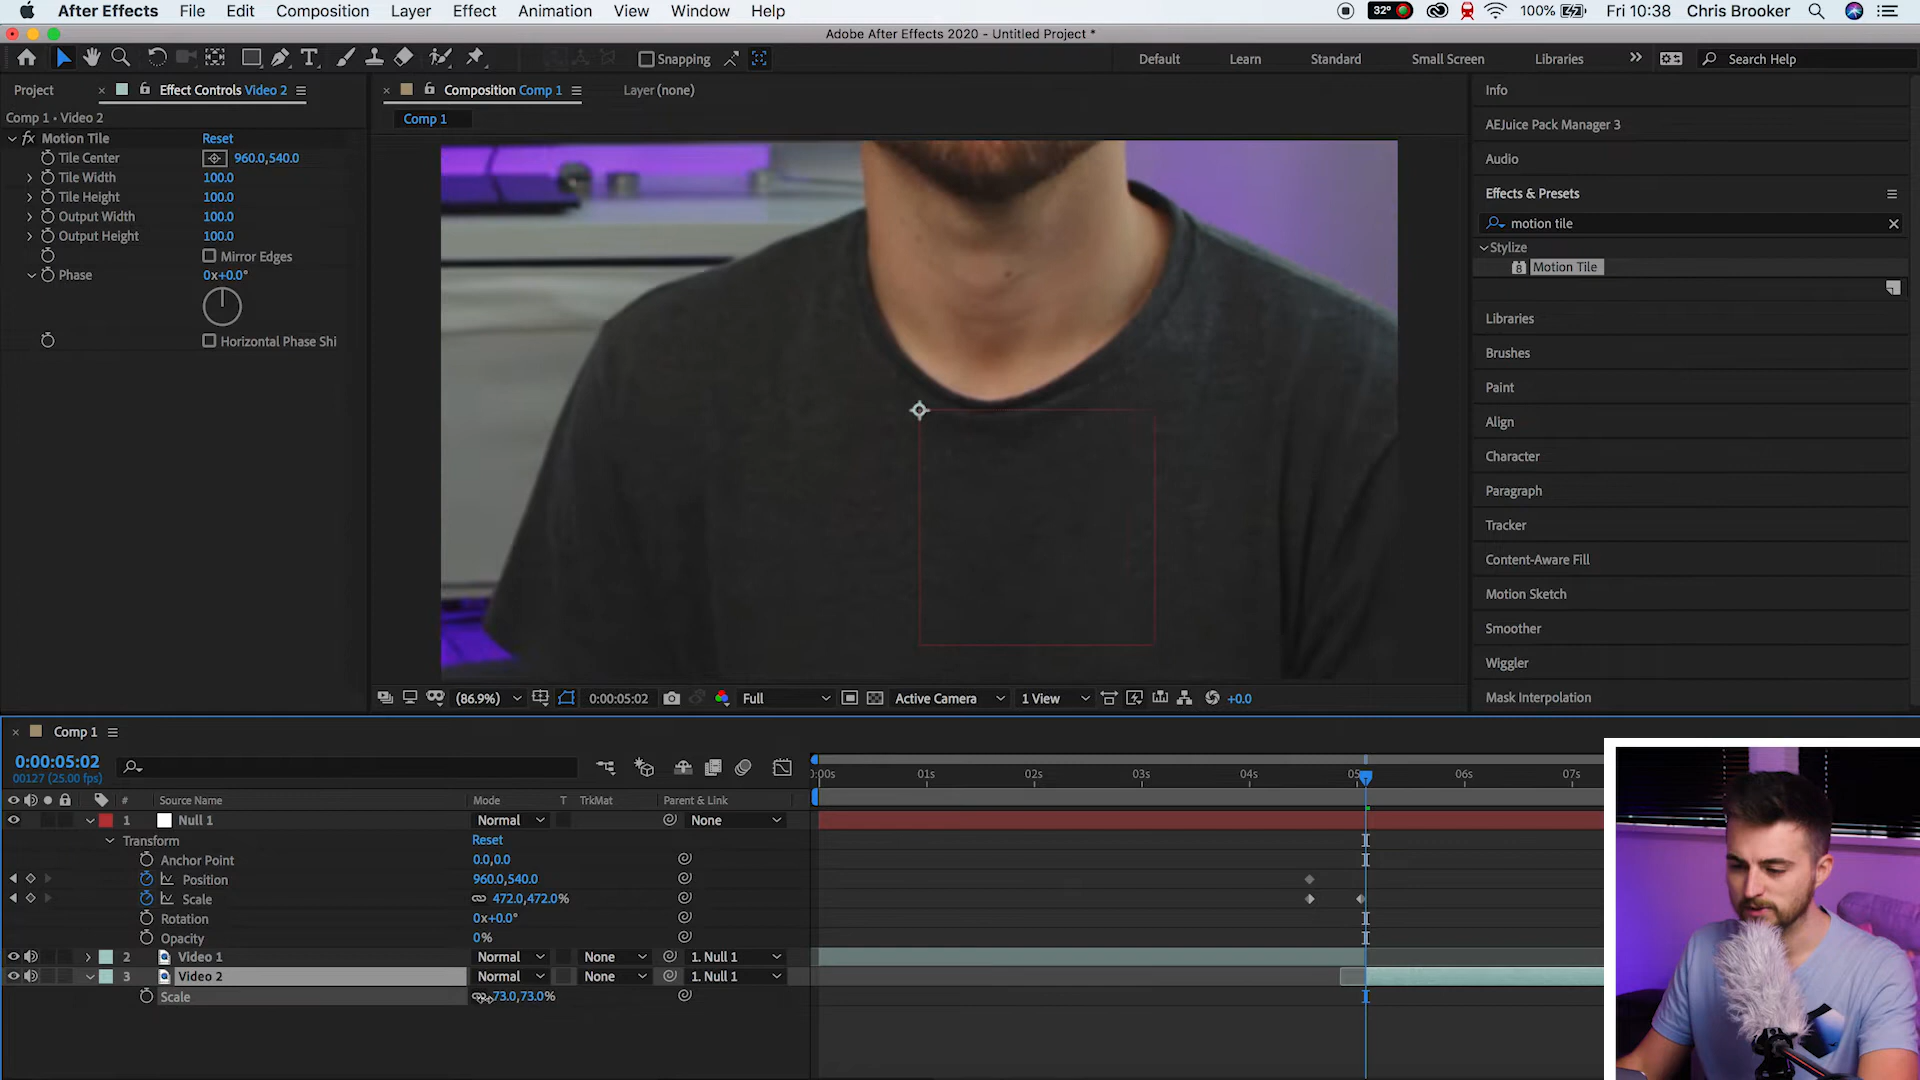 After Effects File Edit Composition Layer Effect Animation View Window Help 32° 100% Fri 10:38 Chris Brooker
Adobe After Effects 2020 - Untitled Project *
T Snapping Default Learn Standard Small Screen Libraries Search Help
Project Effect Controls Video 2 Composition Comp 1 Layer (none)
Comp 1 • Video 2
Comp 1
fx Motion Tile Reset
Tile Center 960.0,540.0
Tile Width 100.0
Tile Height 100.0
Output Width 100.0
Output Height 100.0
Mirror Edges
Phase 0x+0.0°
Horizontal Phase Shi
Info
AEJuice Pack Manager 3
Audio
Effects & Presets
motion tile
Stylize
8 Motion Tile
Libraries
Brushes
Paint
Align
Character
Paragraph
Tracker
Content-Aware Fill
Motion Sketch
Smoother
Wiggler
Mask Interpolation
(86.9%) 0:00:05:02 Full Active Camera 1 View +0.0
Comp 1
0:00:05:02
00127 (25.00 fps)
0:00s 01s 02s 03s 04s 05s 06s 07s
# Source Name Mode T TrkMat Parent & Link
1 Null 1 Normal None
Transform Reset
Anchor Point 0.0,0.0
Position 960.0,540.0
Scale 472.0,472.0%
Rotation 0x+0.0°
Opacity 0%
2 Video 1 Normal None 1. Null 1
3 Video 2 Normal None 1. Null 1
Scale 73.0,73.0%